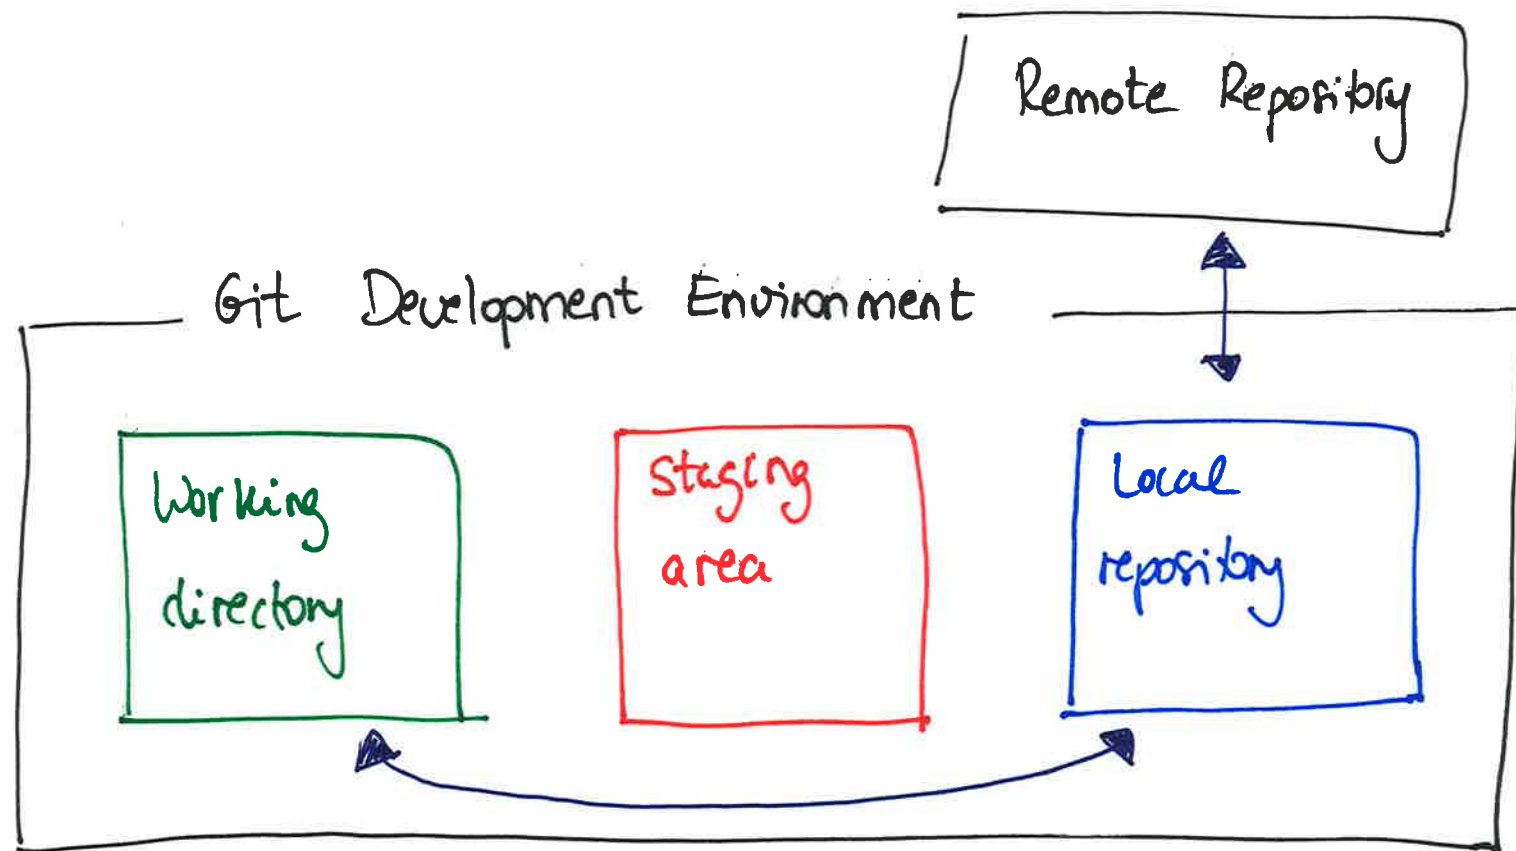 Remote Repository
Git Development Environment
Working
directory
Staging
area
Local
repository